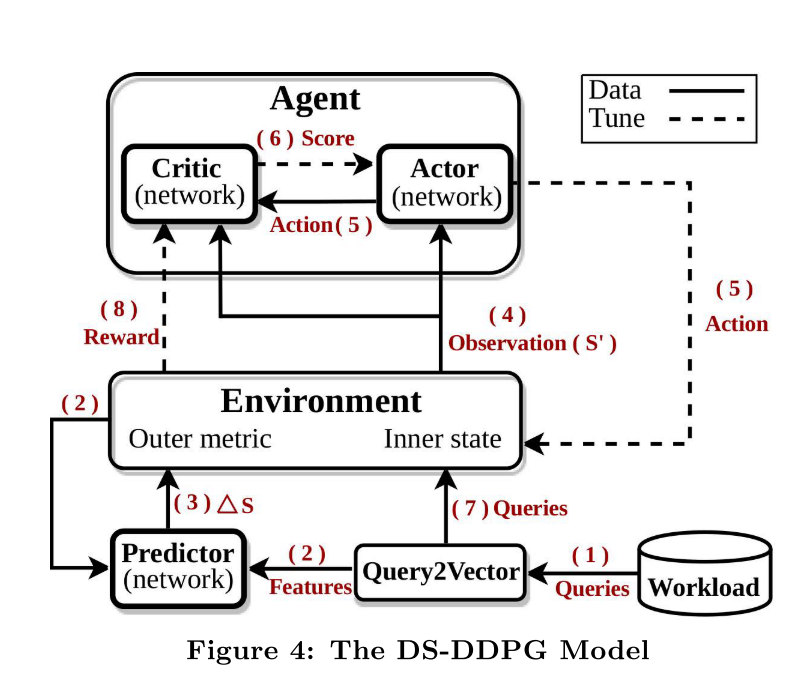 Agent
Data
Tune
( 6 ) Score
Critic
(network)
Actor
(network)
Action ( 5 )
( 8 )
Reward
( 4 )
Observation ( S' )
( 5 )
Action
( 2 )
Environment
Outer metric
Inner state
( 3 ) △S
( 7 ) Queries
Predictor
(network)
( 2 )
Features
Query2Vector
( 1 )
Queries
Workload
Figure 4: The DS-DDPG Model